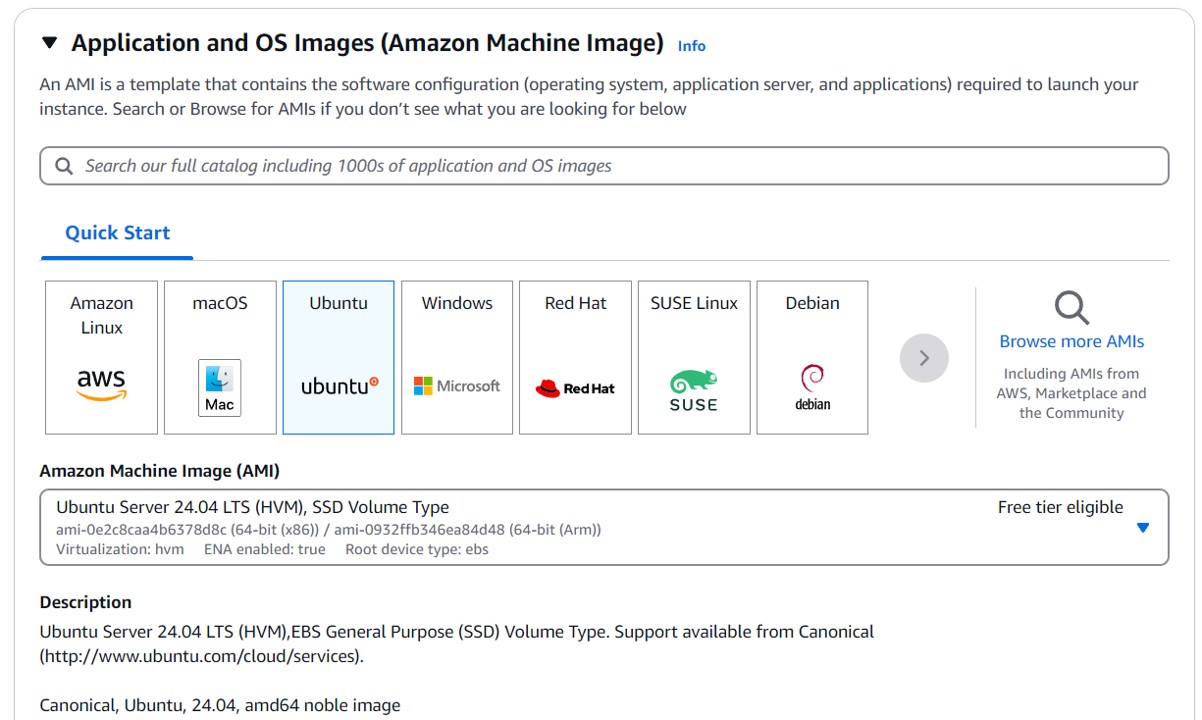 Application and OS Images (Amazon Machine Image) Info
An AMI is a template that contains the software configuration (operating system, application server, and applications) required to launch your
instance. Search or Browse for AMIs if you don’t see what you are looking for below
Search our full catalog including 1000s of application and OS images
Quick Start
Amazon
Linux
aws
macOS
Mac
Ubuntu
ubuntu
Windows
Microsoft
Red Hat
Red Hat
SUSE Linux
SUSE
Debian
debian
Browse more AMIs
Including AMIs from
AWS, Marketplace and
the Community
Amazon Machine Image (AMI)
Ubuntu Server 24.04 LTS (HVM), SSD Volume Type Free tier eligible
ami-0e2c8caa4b6378d8c (64-bit (x86)) / ami-0932ffb346ea84d48 (64-bit (Arm))
Virtualization: hvm ENA enabled: true Root device type: ebs
Description
Ubuntu Server 24.04 LTS (HVM),EBS General Purpose (SSD) Volume Type. Support available from Canonical
(http://www.ubuntu.com/cloud/services).
Canonical, Ubuntu, 24.04, amd64 noble image